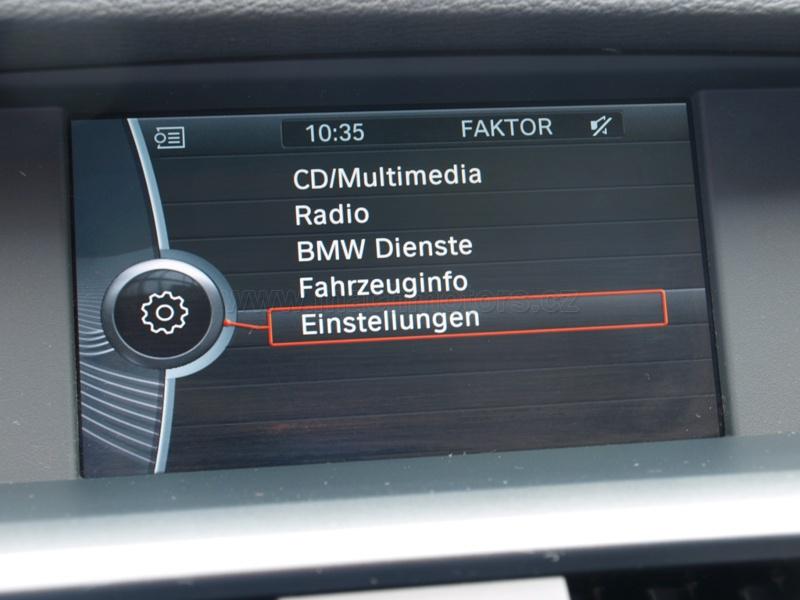 10:35 FAKTOR
CD/Multimedia
Radio
BMW Dienste
Fahrzeuginfo
Einstellungen